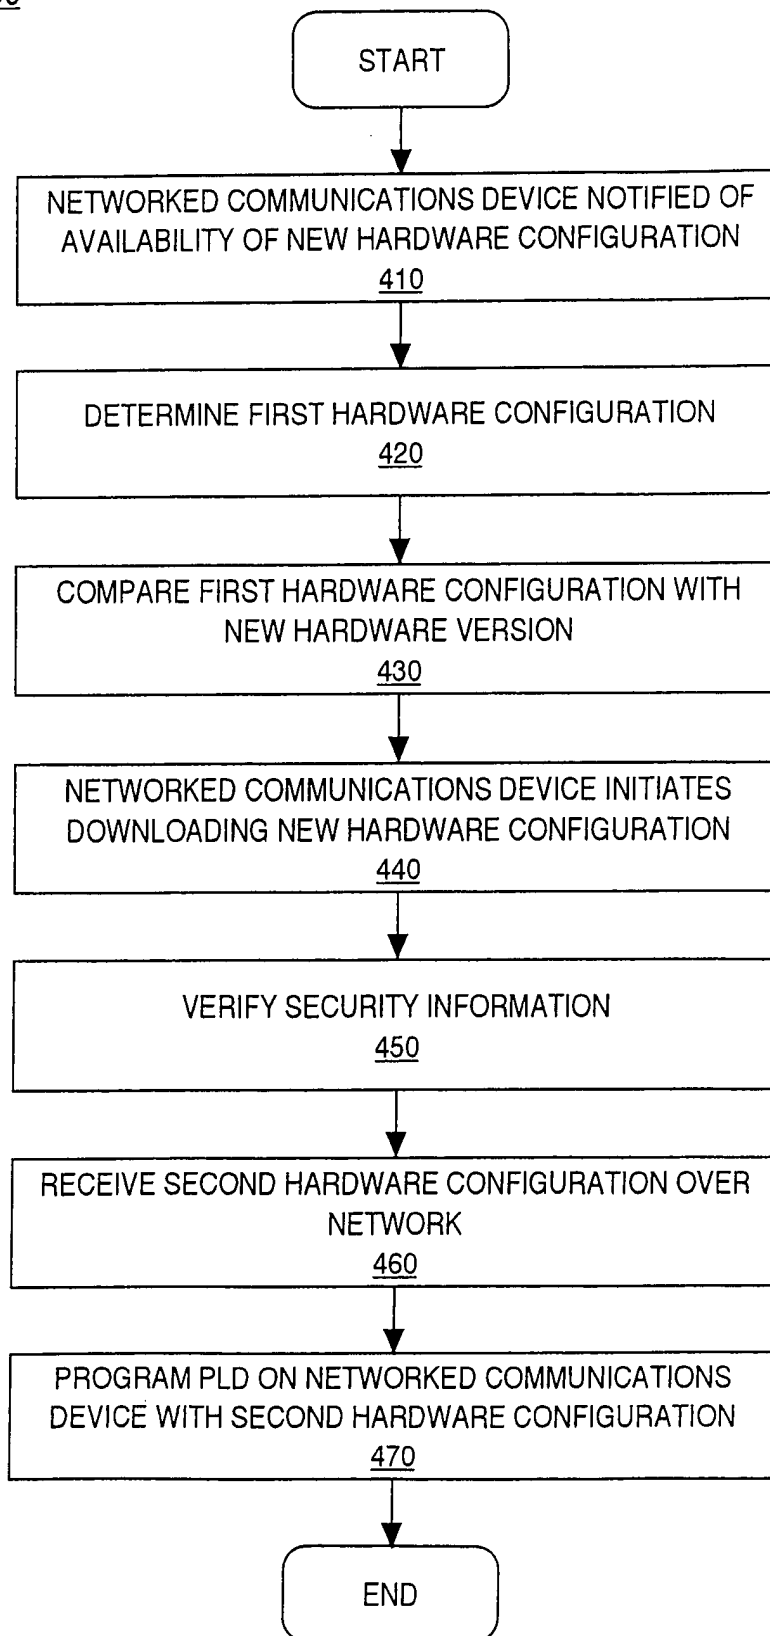 START
NETWORKED COMMUNICATIONS DEVICE NOTIFIED OF
AVAILABILITY OF NEW HARDWARE CONFIGURATION
410
DETERMINE FIRST HARDWARE CONFIGURATION
420
COMPARE FIRST HARDWARE CONFIGURATION WITH
NEW HARDWARE VERSION
430
NETWORKED COMMUNICATIONS DEVICE INITIATES
DOWNLOADING NEW HARDWARE CONFIGURATION
440
VERIFY SECURITY INFORMATION
450
RECEIVE SECOND HARDWARE CONFIGURATION OVER
NETWORK
460
PROGRAM PLD ON NETWORKED COMMUNICATIONS
DEVICE WITH SECOND HARDWARE CONFIGURATION
470
END